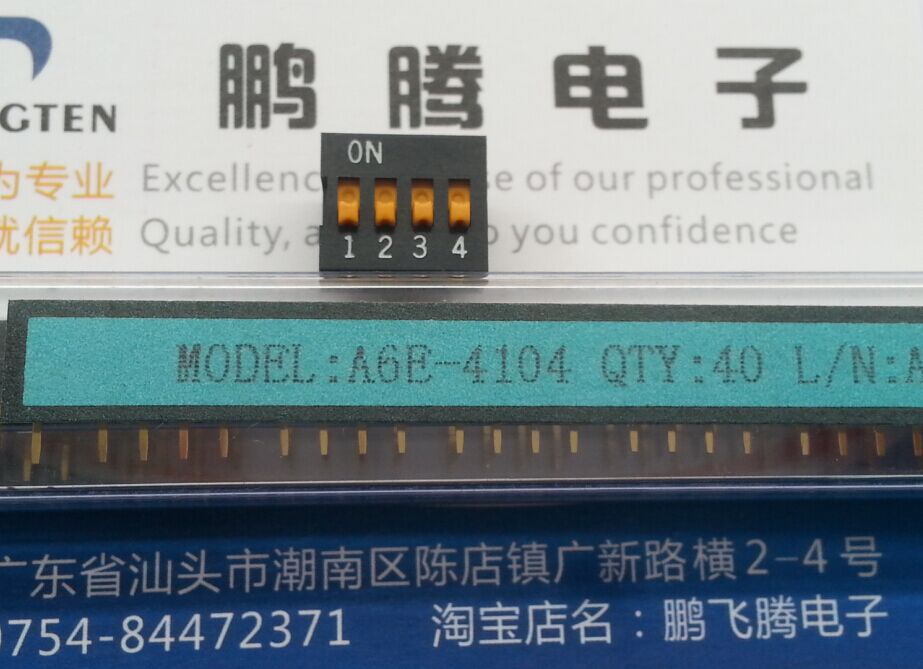 鹏腾电子
GTEN
为专业 Excellenc se of our professional
优信赖 Quality, a o you confidence
ON
1 2 3 4
MODEL:A6E-4104 QTY:40 L/N:A
广东省汕头市潮南区陈店镇广新路横2-4号
0754-84472371 淘宝店名：鹏飞腾电子